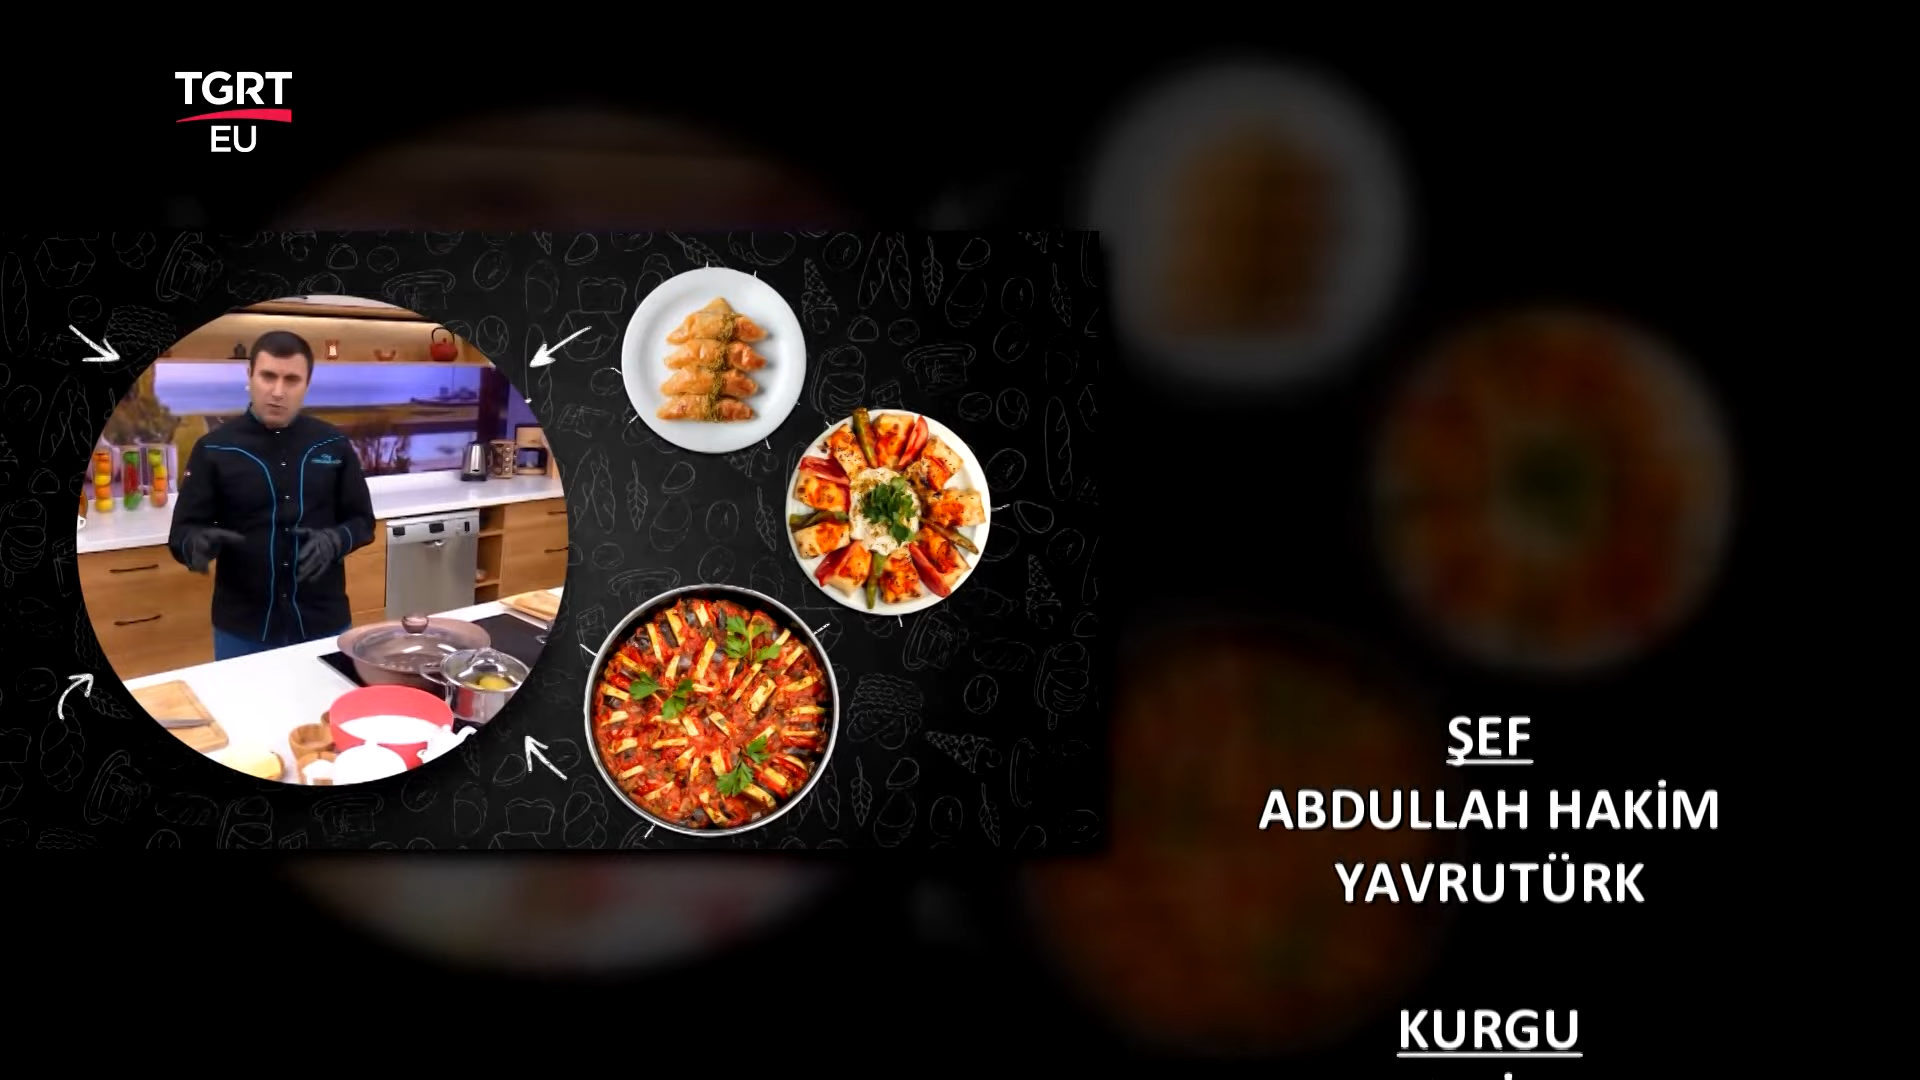 TGRT
EU
ŞEF
ABDULLAH HAKİM
YAVRUTÜRK
KURGU